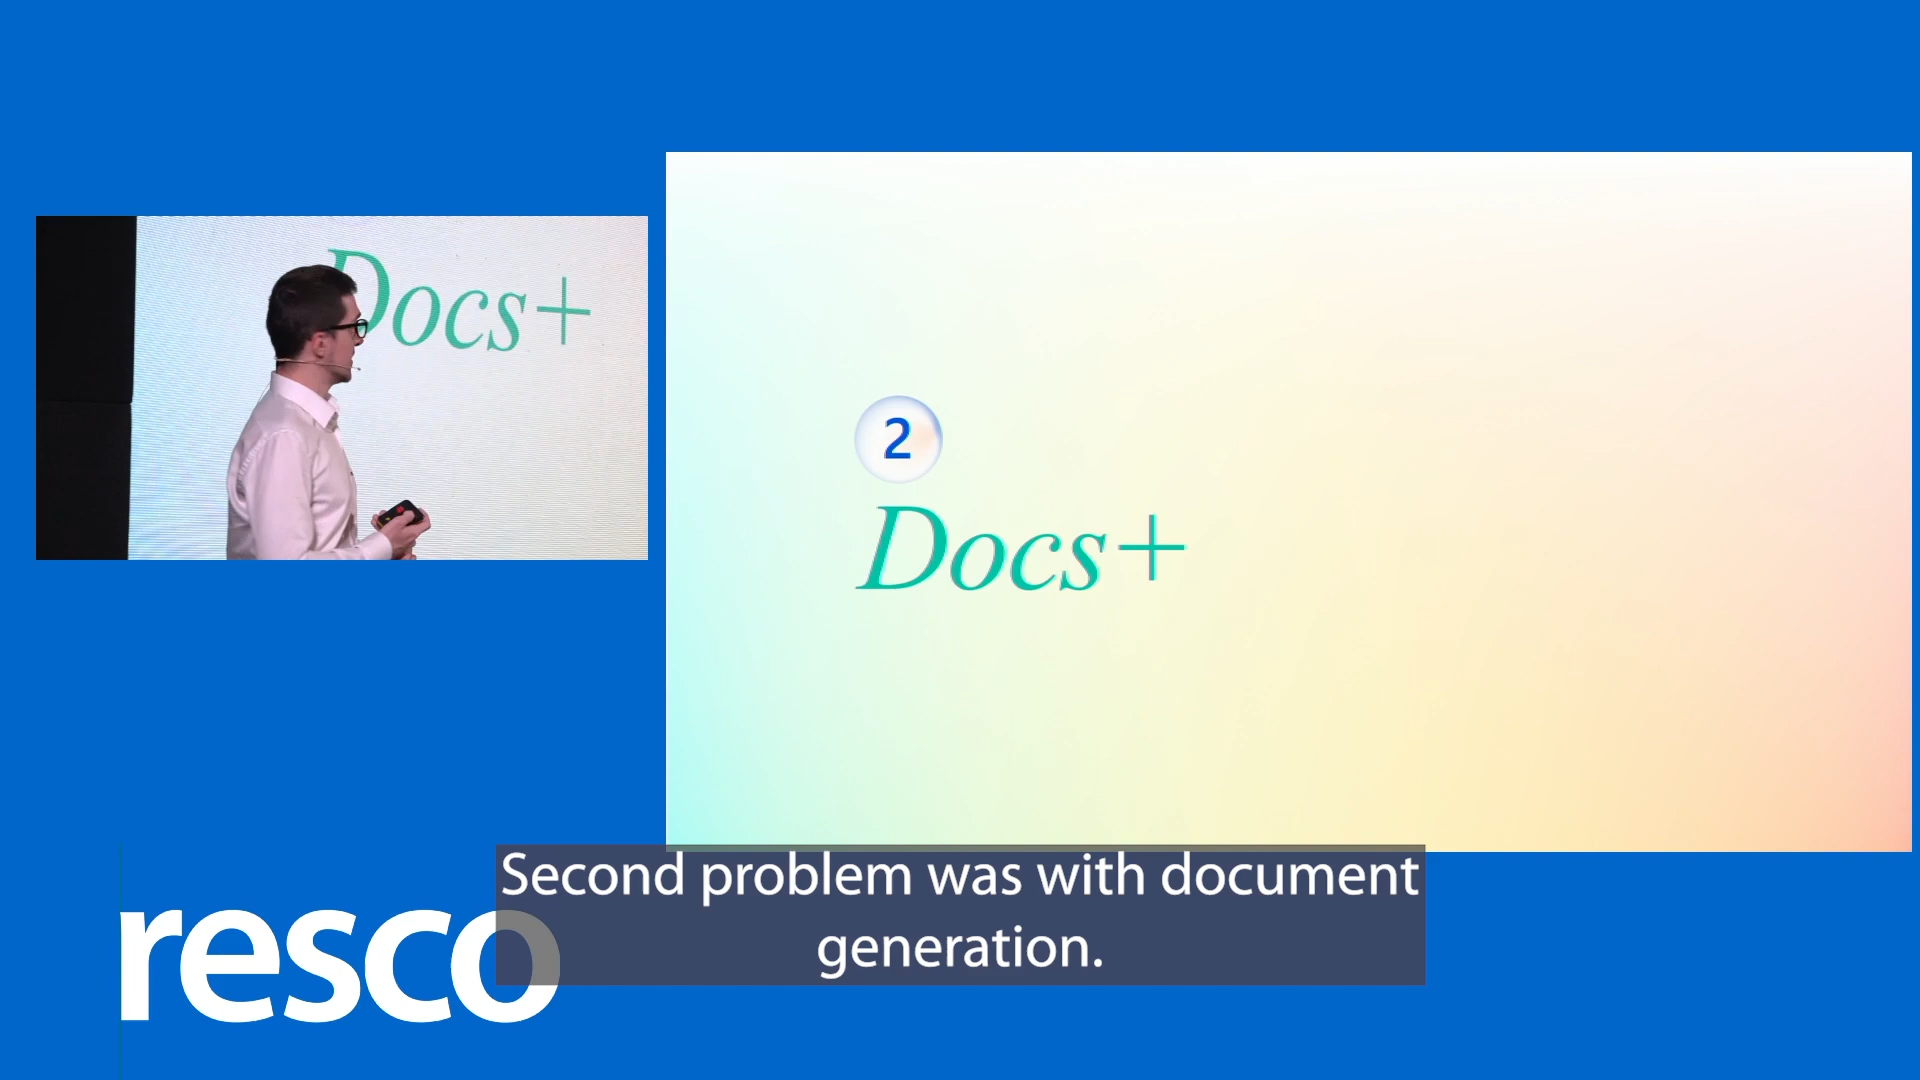 Docs+
2
Docs+
Second problem was with document
generation.
resco